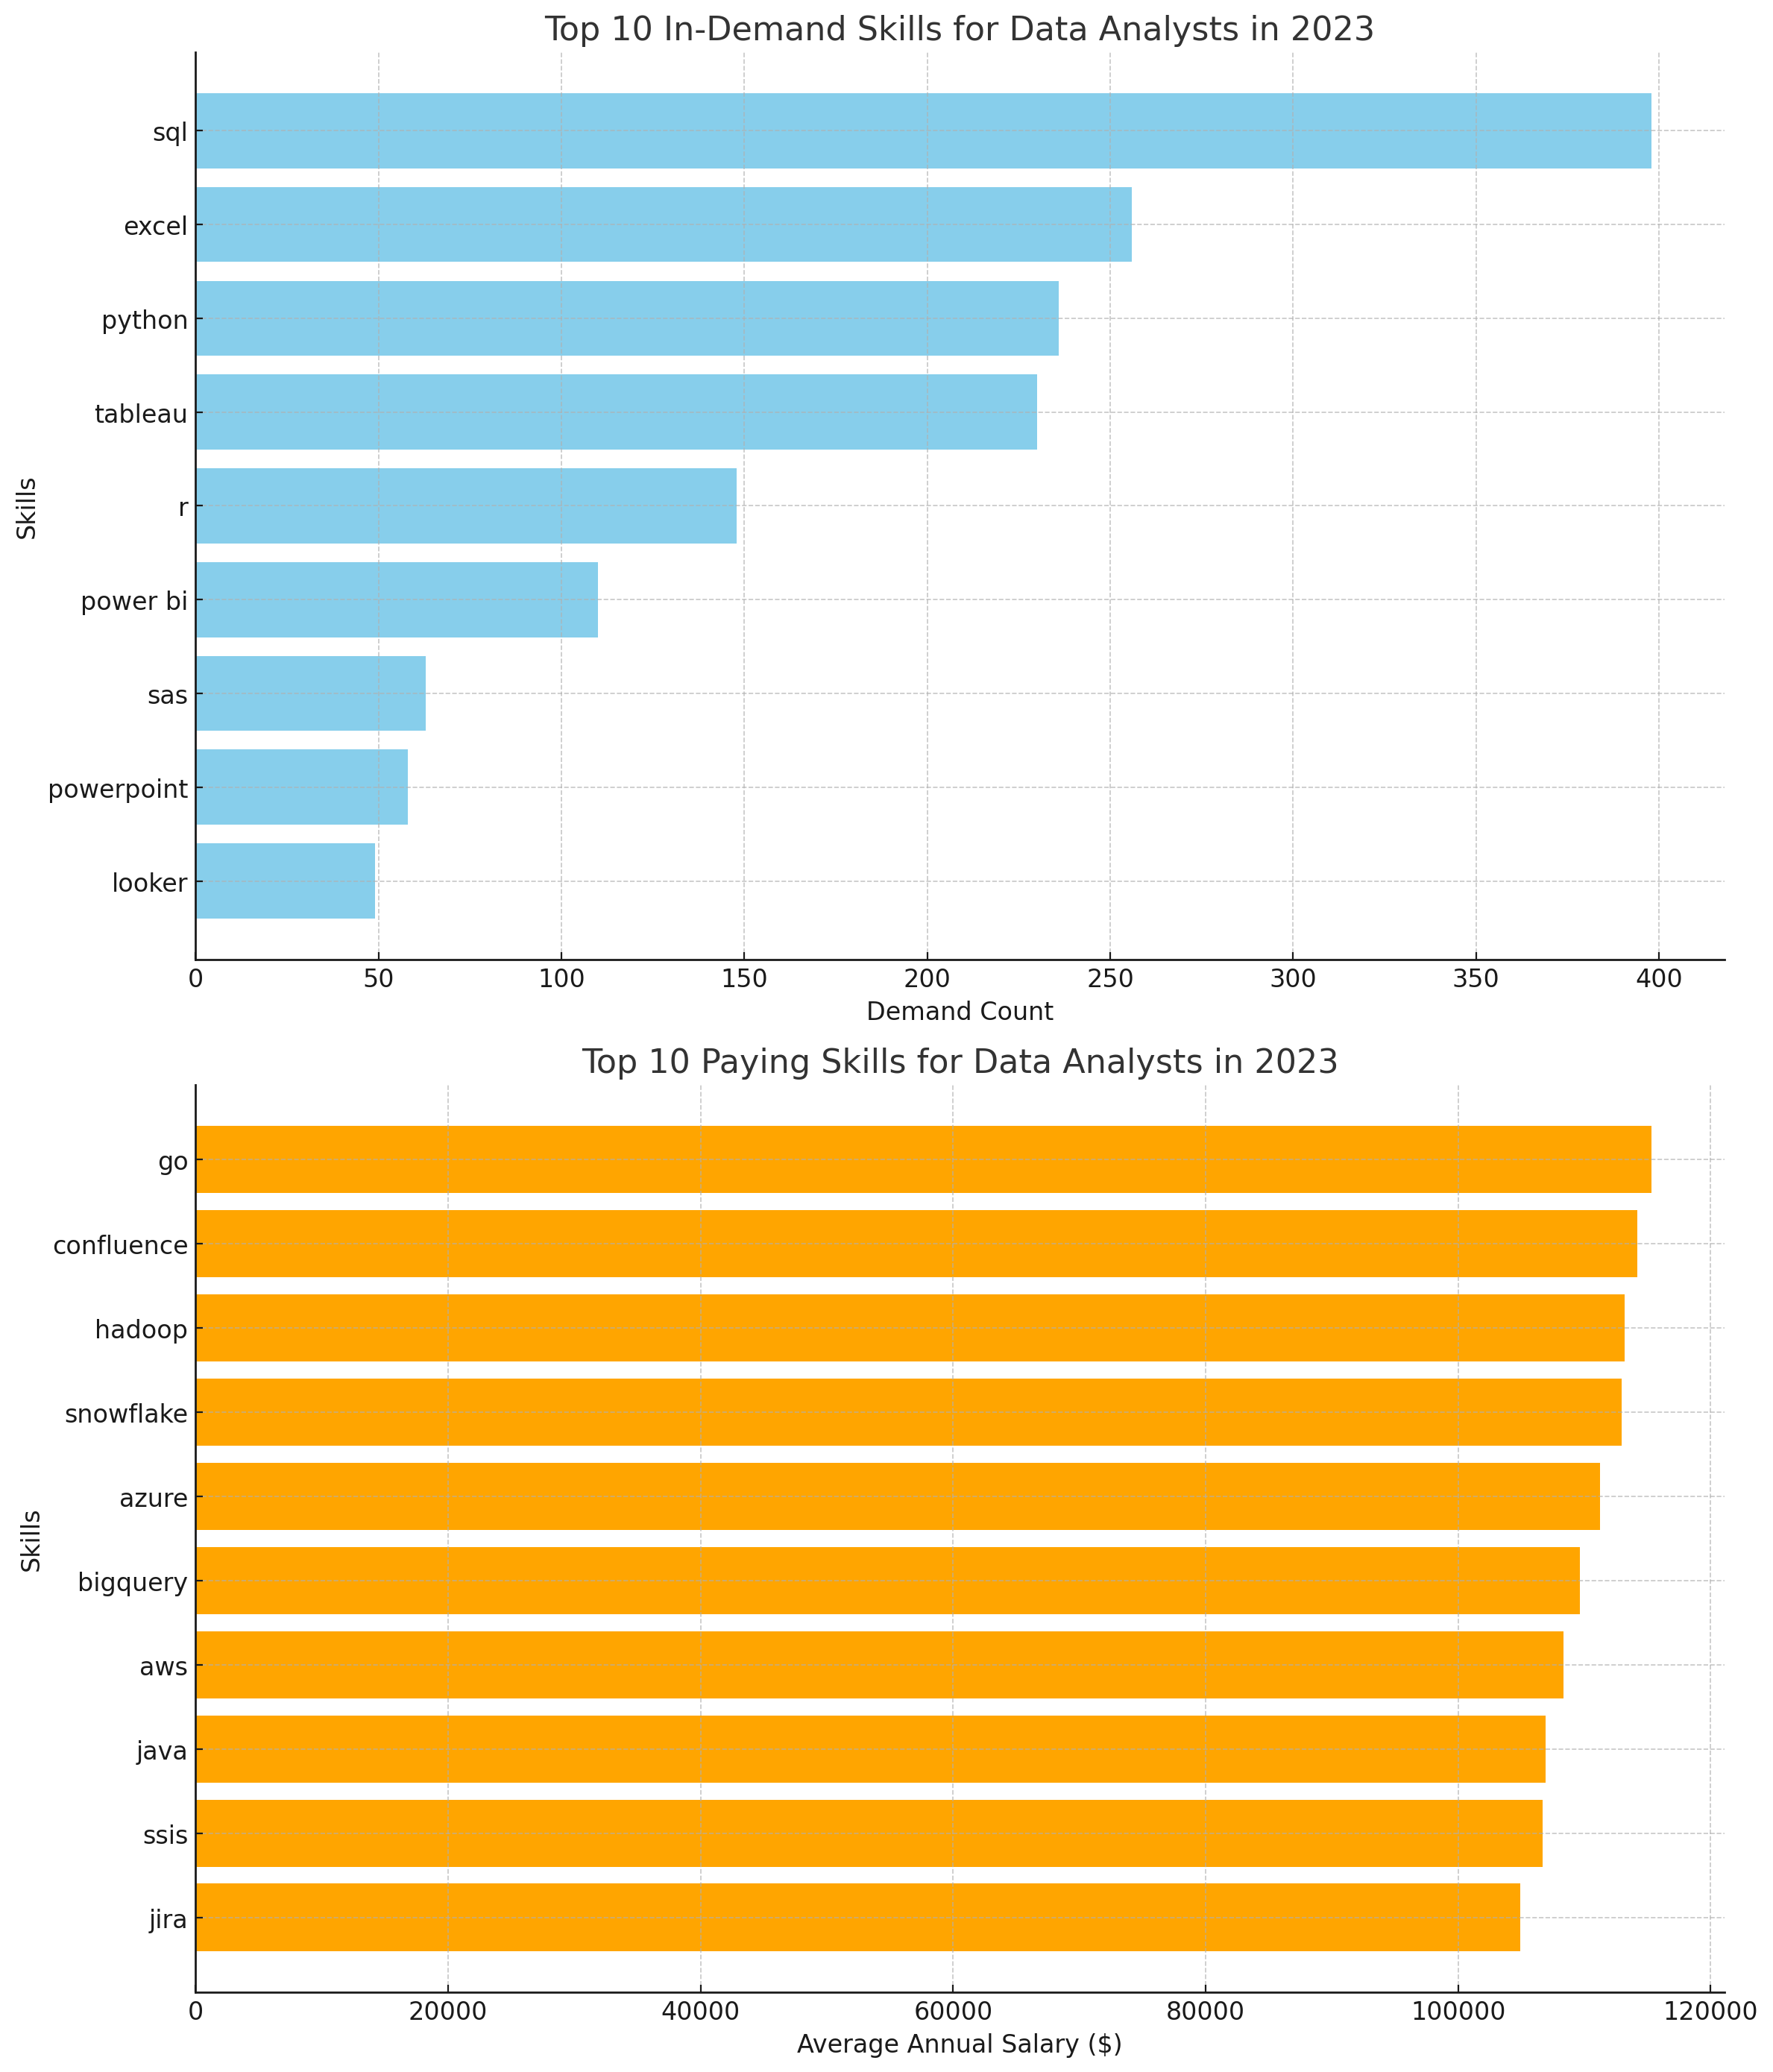 Top 10 In-Demand Skills for Data Analysts in 2023
sql
excel
python
tableau
r
power bi
sas
powerpoint
looker
Skills
0 50 100 150 200 250 300 350 400
Demand Count
Top 10 Paying Skills for Data Analysts in 2023
go
confluence
hadoop
snowflake
azure
bigquery
aws
java
ssis
jira
Skills
0 20000 40000 60000 80000 100000 120000
Average Annual Salary ($)